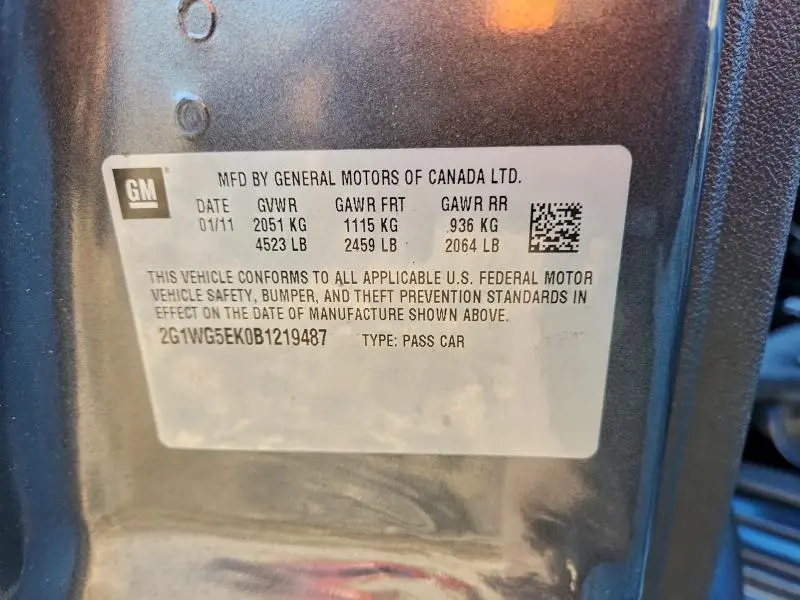 GM
MFD BY GENERAL MOTORS OF CANADA LTD.
DATE GVWR GAWR FRT GAWR RR
01/11 2051 KG 1115 KG 936 KG
4523 LB 2459 LB 2064 LB
THIS VEHICLE CONFORMS TO ALL APPLICABLE U.S. FEDERAL MOTOR
VEHICLE SAFETY, BUMPER, AND THEFT PREVENTION STANDARDS IN
EFFECT ON THE DATE OF MANUFACTURE SHOWN ABOVE.
2G1WG5EK0B1219487 TYPE: PASS CAR